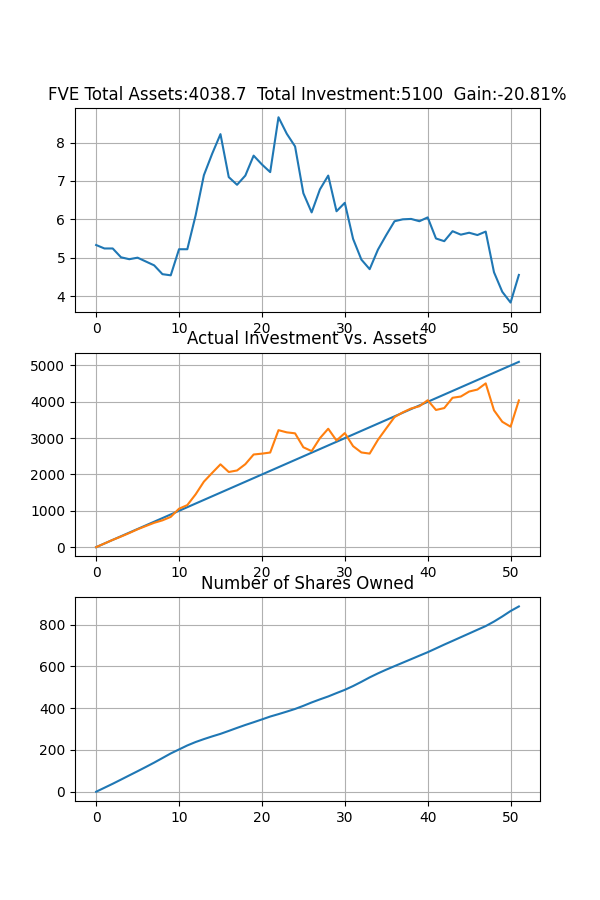 FVE Total Assets:4038.7  Total Investment:5100  Gain:-20.81%
8
7
6
5
4
0 10 20 30 40 50
Actual Investment vs. Assets
5000
4000
3000
2000
1000
0
0 10 20 30 40 50
Number of Shares Owned
800
600
400
200
0
0 10 20 30 40 50